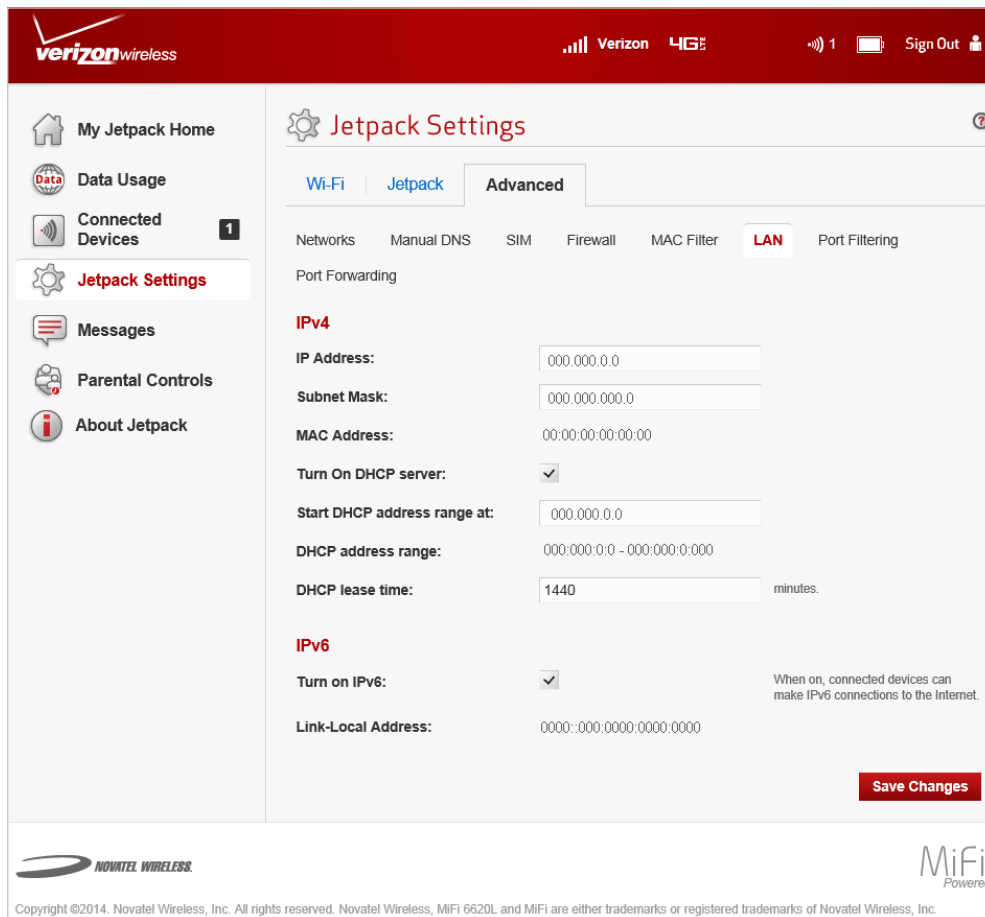 verizonwireless
Verizon 4G LTE 1 Sign Out
My Jetpack Home
Data Data Usage
Connected
Devices 1
Jetpack Settings
Messages
Parental Controls
About Jetpack
Jetpack Settings ?
Wi-Fi Jetpack Advanced
Networks Manual DNS SIM Firewall MAC Filter LAN Port Filtering
Port Forwarding
IPv4
IP Address: 000.000.0.0
Subnet Mask: 000.000.000.0
MAC Address: 00:00:00:00:00:00
Turn On DHCP server:
Start DHCP address range at: 000.000.0.0
DHCP address range: 000:000:0:0 - 000:000:0:000
DHCP lease time: 1440 minutes.
IPv6
Turn on IPv6: When on, connected devices can
make IPv6 connections to the Internet.
Link-Local Address: 0000::000:0000:0000:0000
Save Changes
NOVATEL WIRELESS.
MiFi
Powere
Copyright ©2014. Novatel Wireless, Inc. All rights reserved. Novatel Wireless, MiFi 6620L and MiFi are either trademarks or registered trademarks of Novatel Wireless, Inc.